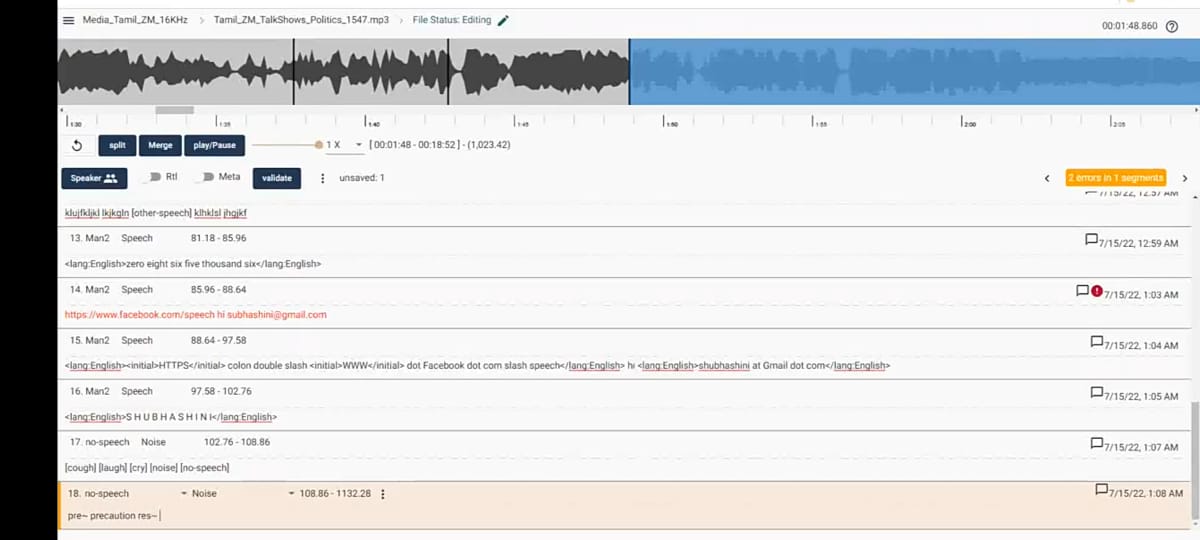 Media_Tamil_ZM_16KHz > Tamil_ZM_TalkShows_Politics_1547.mp3 > File Status: Editing
00:01:48.860
1:30 1:35 1:40 1:45 1:50 1:55 2:00 2:05
split Merge play/Pause 1 X [ 00:01:48 - 00:18:52 ] - (1,023.42)
Speaker Rtl Meta validate unsaved: 1 2 errors in 1 segments
7/15/22, 12:57 AM
klujfkljkl lkjkgln [other-speech] klhklsl jhgjkf
13. Man2 Speech 81.18 - 85.96 7/15/22, 12:59 AM
<lang:English>zero eight six five thousand six</lang:English>
14. Man2 Speech 85.96 - 88.64 7/15/22, 1:03 AM
https://www.facebook.com/speech hi subhashini@gmail.com
15. Man2 Speech 88.64 - 97.58 7/15/22, 1:04 AM
<lang:English><initial>HTTPS</initial> colon double slash <initial>WWW</initial> dot Facebook dot com slash speech</lang:English> hi <lang:English>shubhashini at Gmail dot com</lang:English>
16. Man2 Speech 97.58 - 102.76 7/15/22, 1:05 AM
<lang:English>S H U B H A S H I N I</lang:English>
17. no-speech Noise 102.76 - 108.86 7/15/22, 1:07 AM
[cough] [laugh] [cry] [noise] [no-speech]
18. no-speech Noise 108.86 - 1132.28 7/15/22, 1:08 AM
pre~ precaution res~